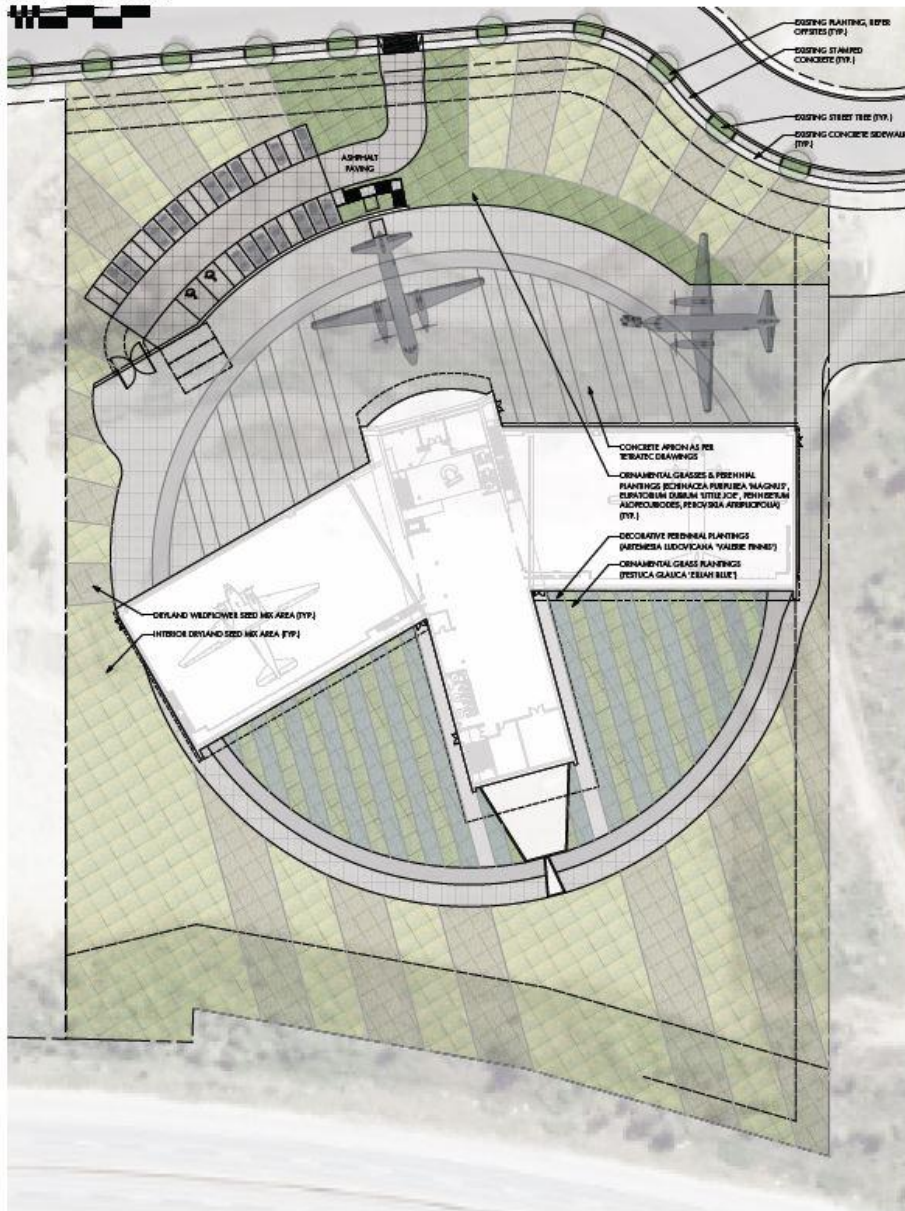 EXISTING PLANTING, REFER
OFFSITES (TYP.)
EXISTING STAMPED
CONCRETE (TYP.)
EXISTING STREET TREE (TYP.)
EXISTING CONCRETE SIDEWALK
(TYP.)
ASHPHALT
PAVING
CONCRETE APRON AS PER
TETRATEC DRAWINGS
ORNAMENTAL GRASSES & PERENNIAL
PLANTINGS (ECHINACEA PURPUREA 'MAGNUS',
EUPATORIUM DUBIUM 'LITTLE JOE', PENNISETUM
ALOPECURIODES, PEROVSKIA ATRIPLICIFOLIA)
(TYP.)
DECORATIVE PERENNIAL PLANTINGS
(ARTEMESIA LUDOVICANA 'VALERIE FINNIS')
ORNAMENTAL GRASS PLANTINGS
(FESTUCA GLAUCA 'ELIJAH BLUE')
DRYLAND WILDFLOWER SEED MIX AREA (TYP.)
INTERIOR DRYLAND SEED MIX AREA (TYP.)